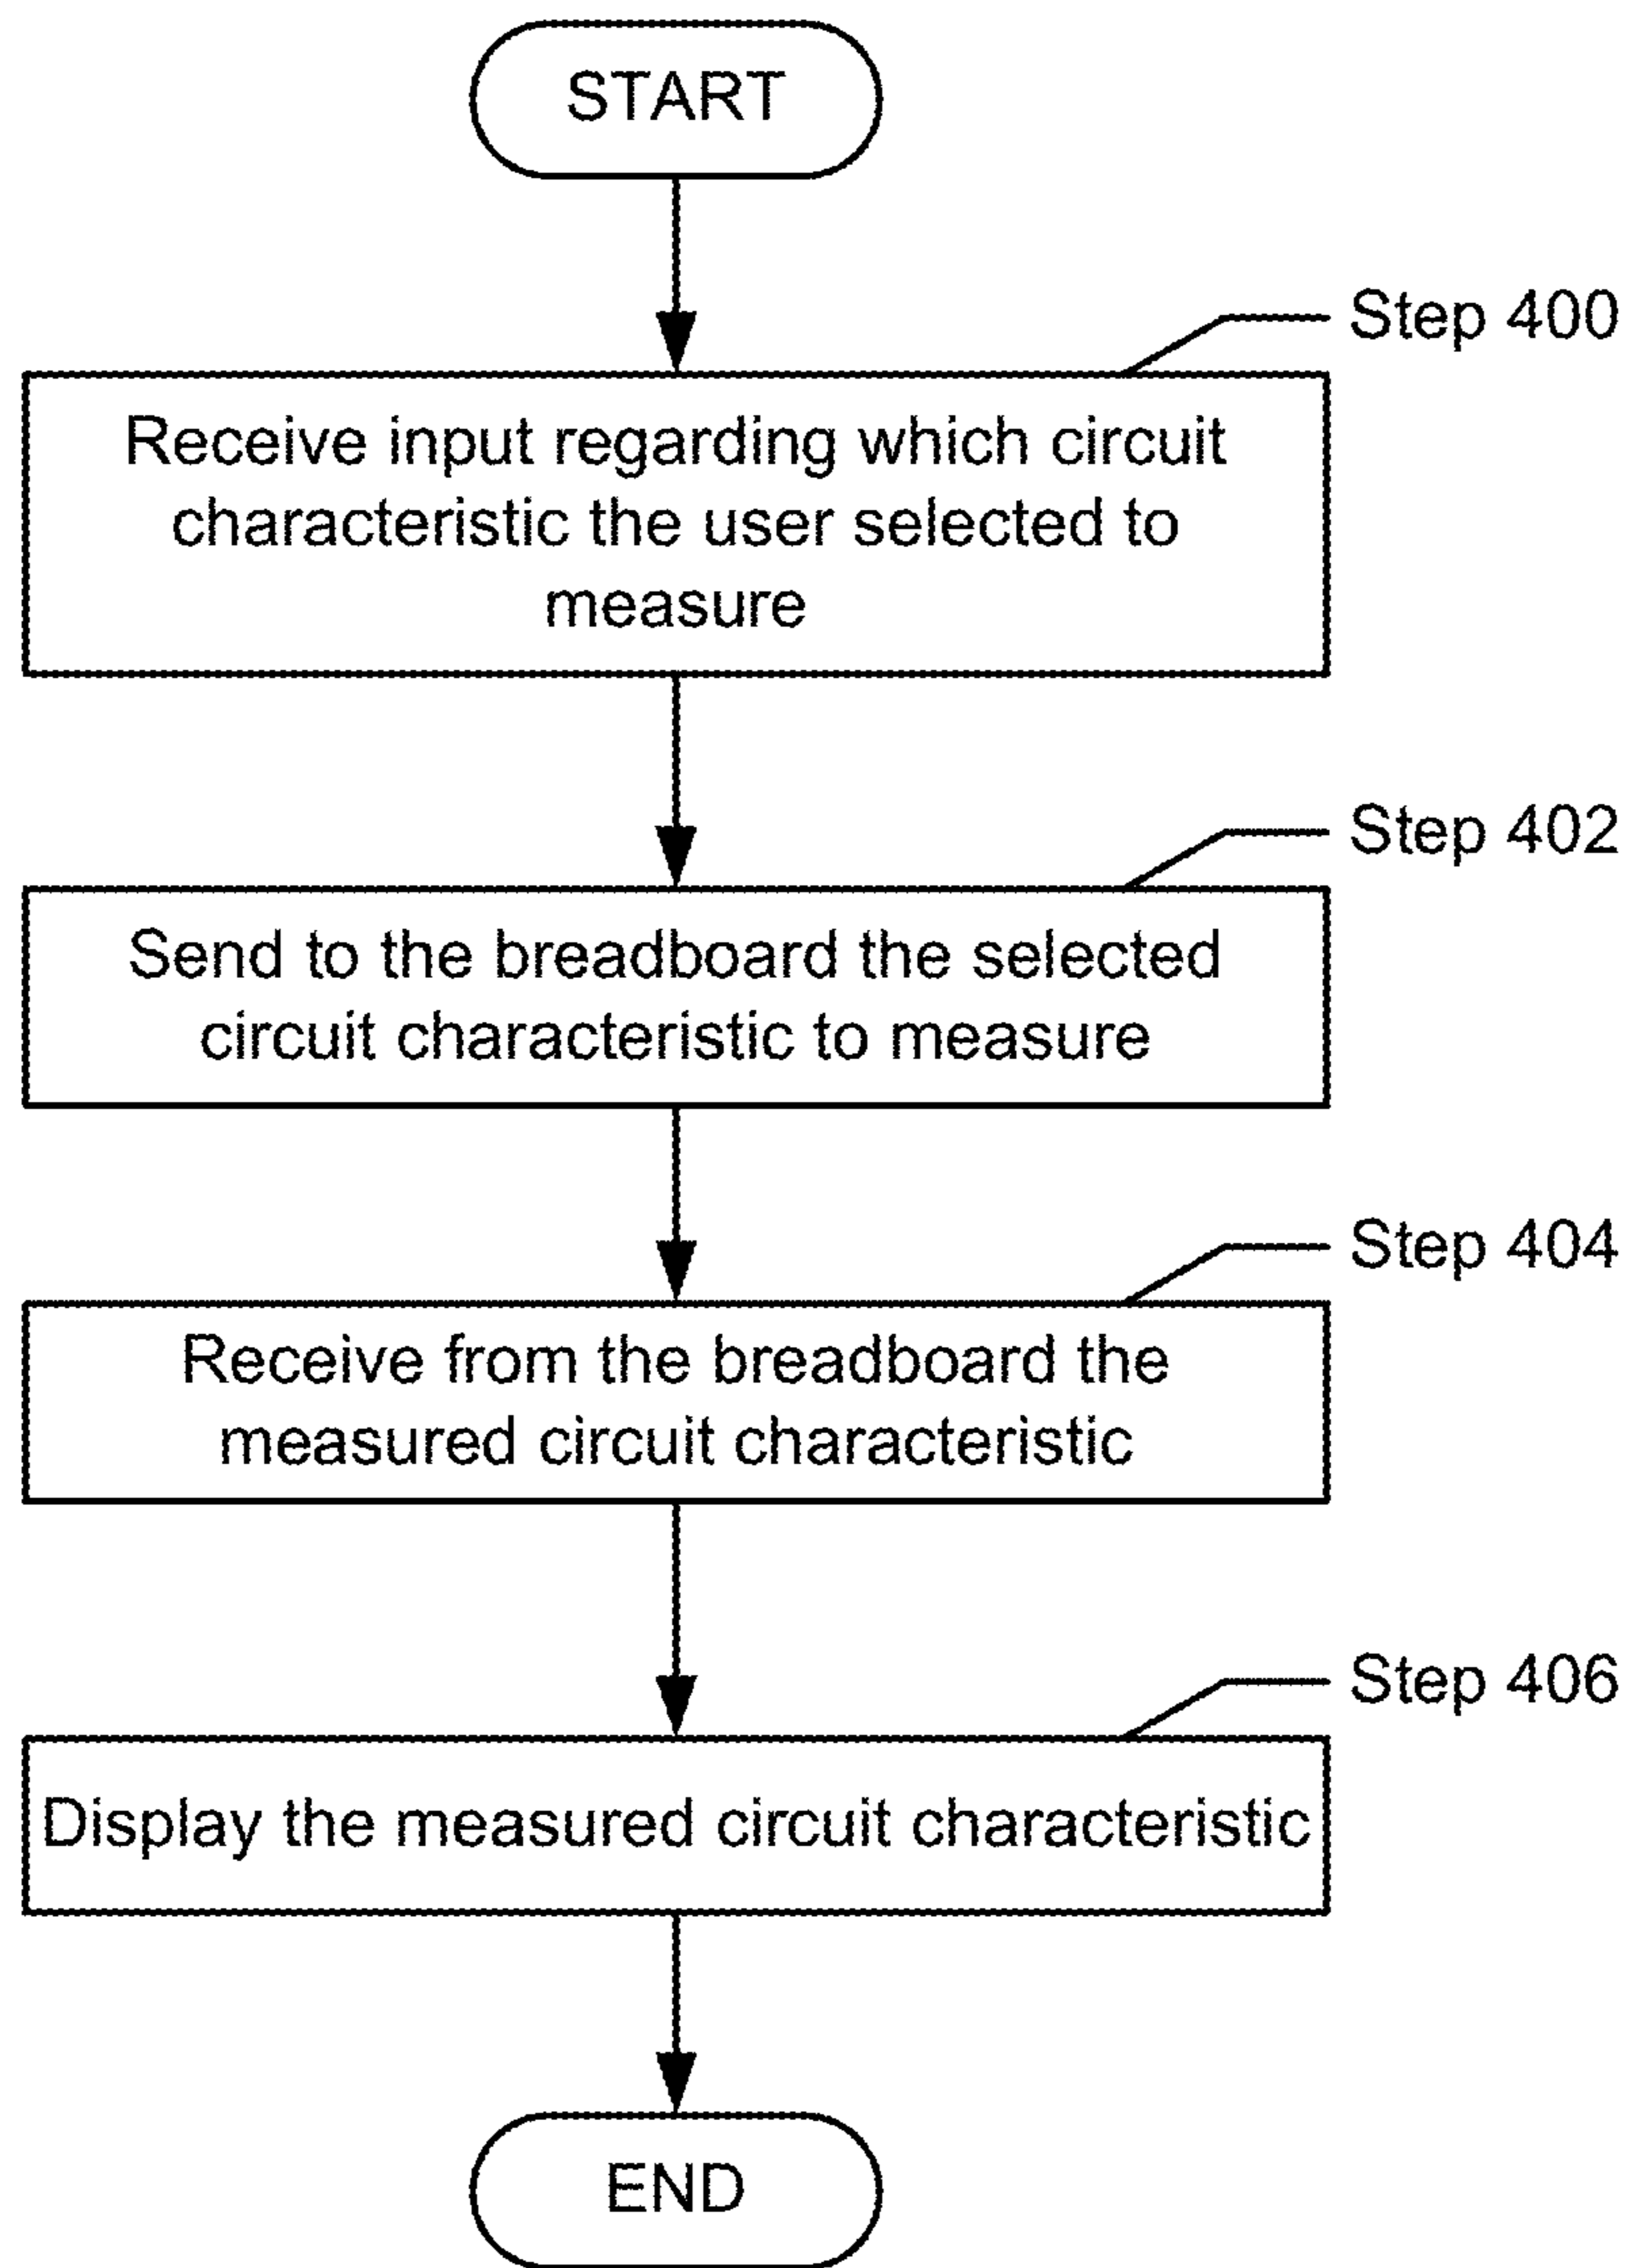 START
Step 400
Receive input regarding which circuit
characteristic the user selected to
measure
Step 402
Send to the breadboard the selected
circuit characteristic to measure
Step 404
Receive from the breadboard the
measured circuit characteristic
Step 406
Display the measured circuit characteristic
END